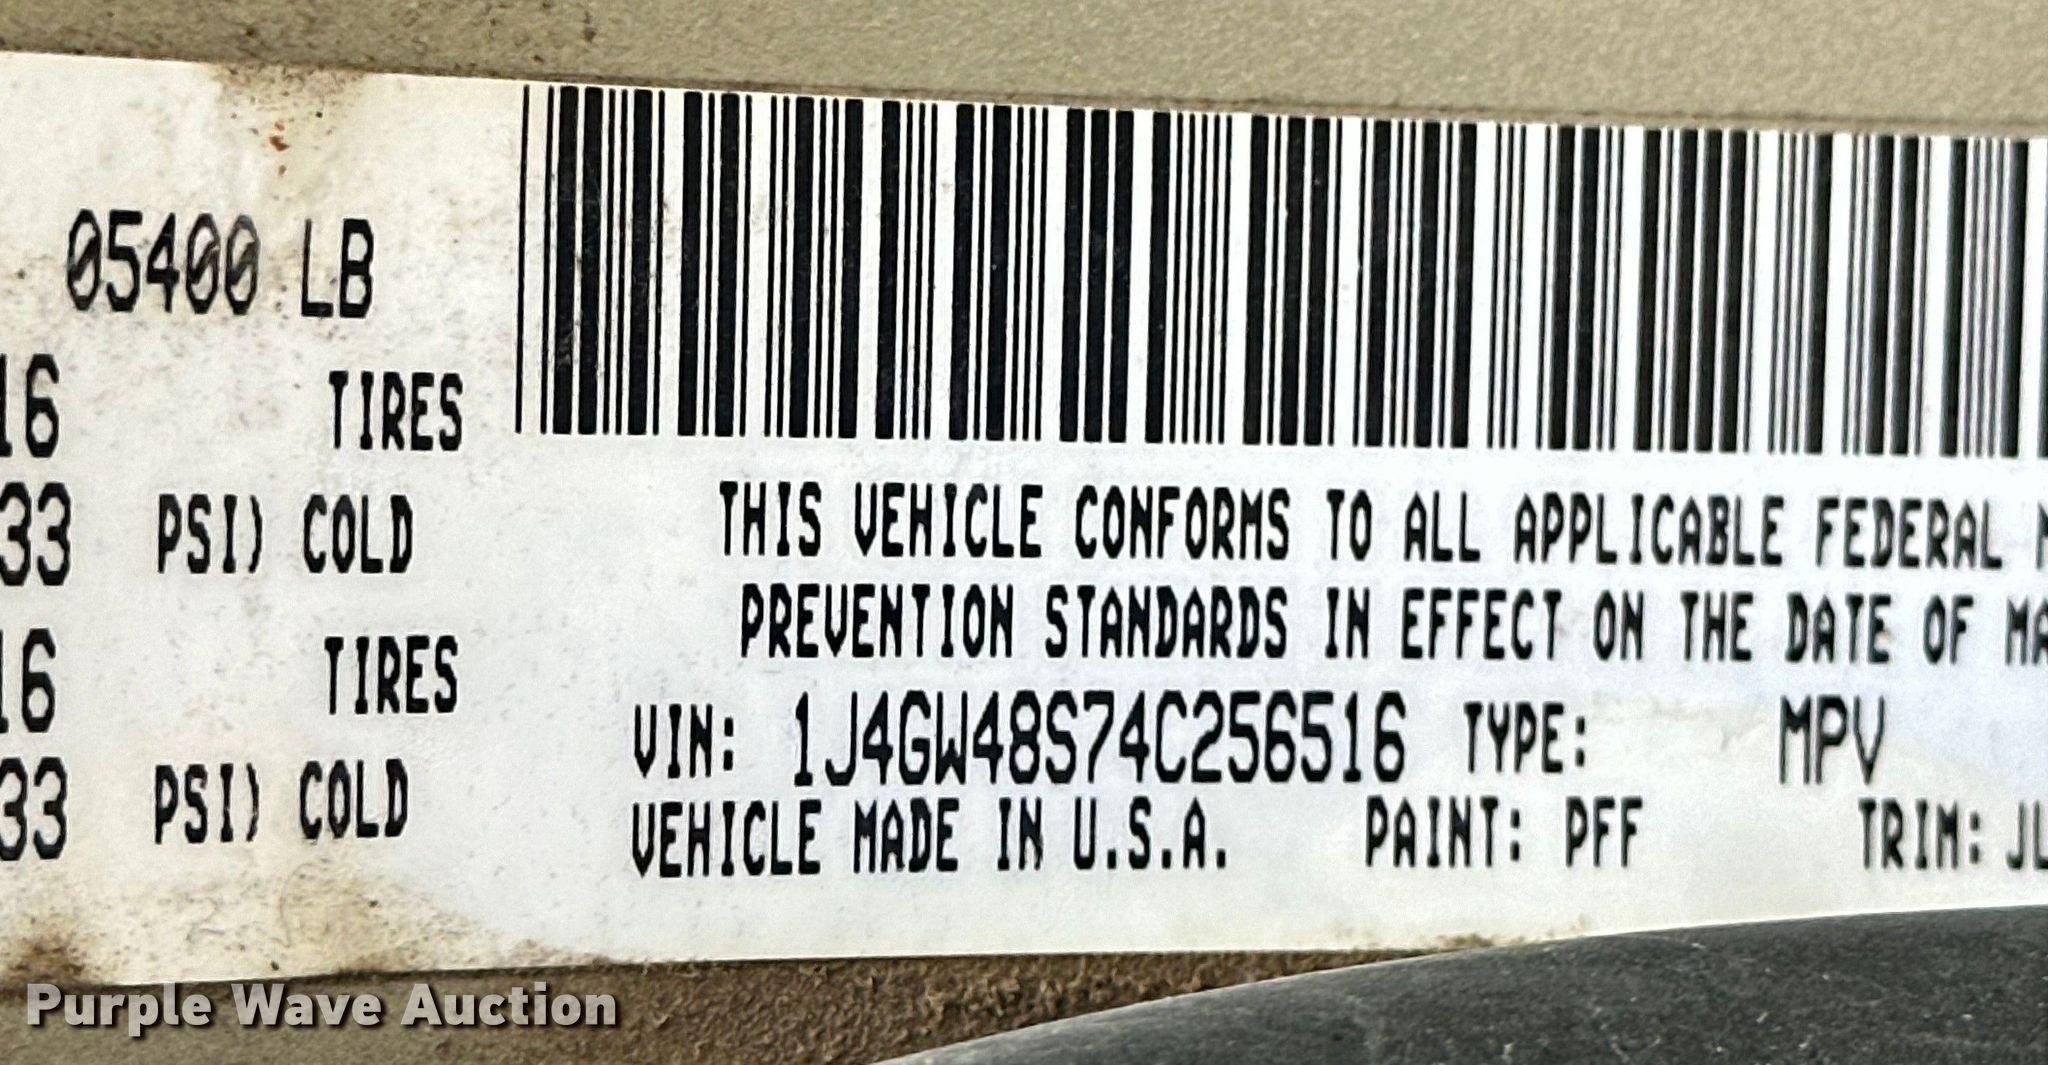 05400 LB
16 TIRES
33 PSI) COLD
16 TIRES
33 PSI) COLD
THIS VEHICLE CONFORMS TO ALL APPLICABLE FEDERAL
PREVENTION STANDARDS IN EFFECT ON THE DATE OF MA
VIN: 1J4GW48S74C256516 TYPE: MPV
VEHICLE MADE IN U.S.A. PAINT: PFF TRIM: JL
Purple Wave Auction